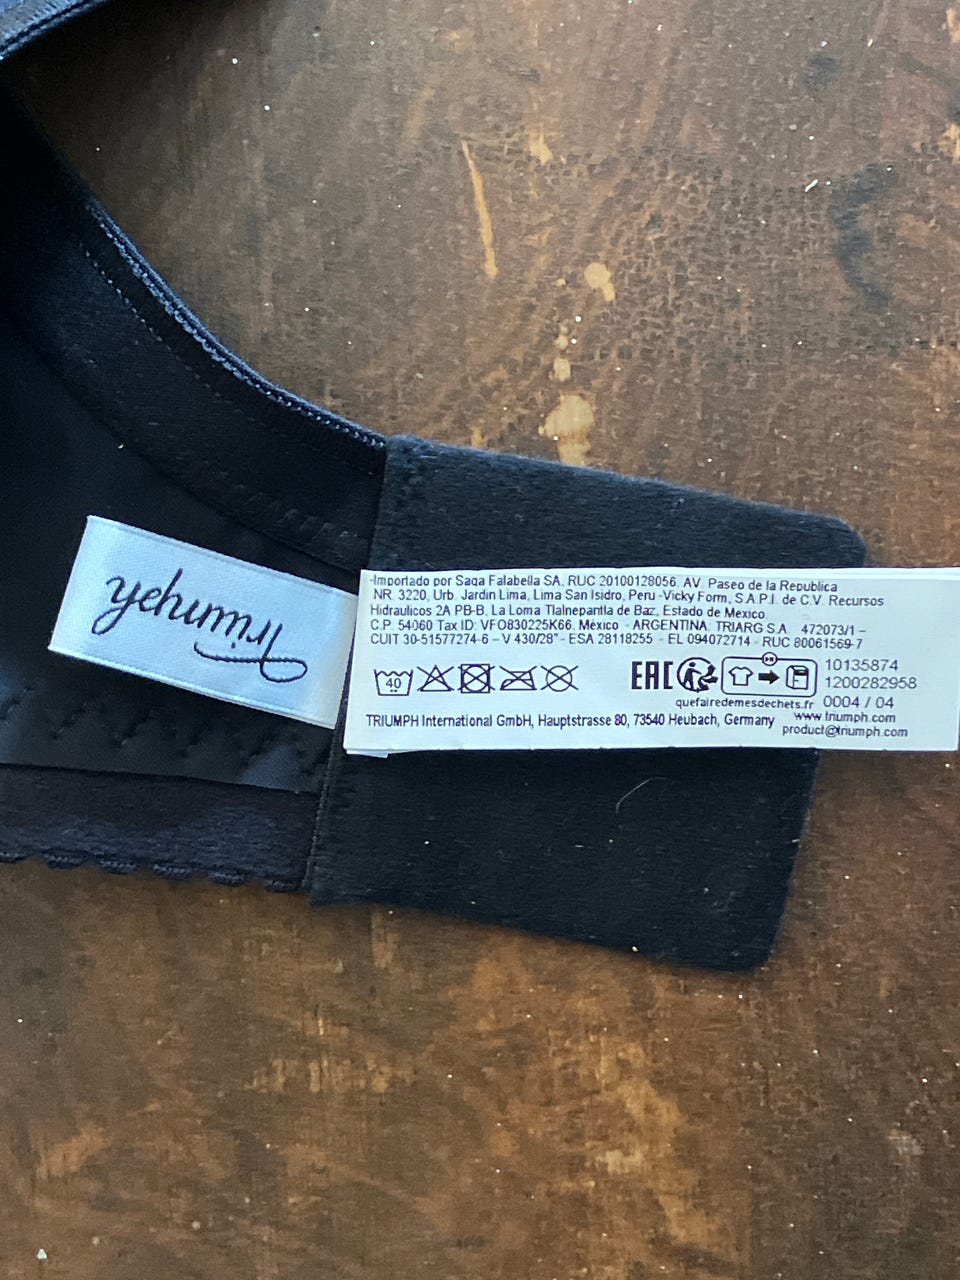 Triumph
-Importado por Saga Falabella SA. RUC 20100128056. AV. Paseo de la Republica
NR. 3220, Urb. Jardin Lima, Lima San Isidro, Peru -Vicky Form, S.A.P.I. de C.V. Recursos
Hidraulicos 2A PB-B, La Loma Tlalnepantla de Baz, Estado de Mexico
C.P. 54060 Tax ID: VFO830225K66, México - ARGENTINA: TRIARG S.A. 472073/1 –
CUIT 30-51577274-6 – V 430/28" - ESA 28118255 - EL 094072714 - RUC 80061569-7
40
EAC
FR
10135874
1200282958
quefairedemesdechets.fr
0004 / 04
TRIUMPH International GmbH, Hauptstrasse 80, 73540 Heubach, Germany
www.triumph.com
product@triumph.com